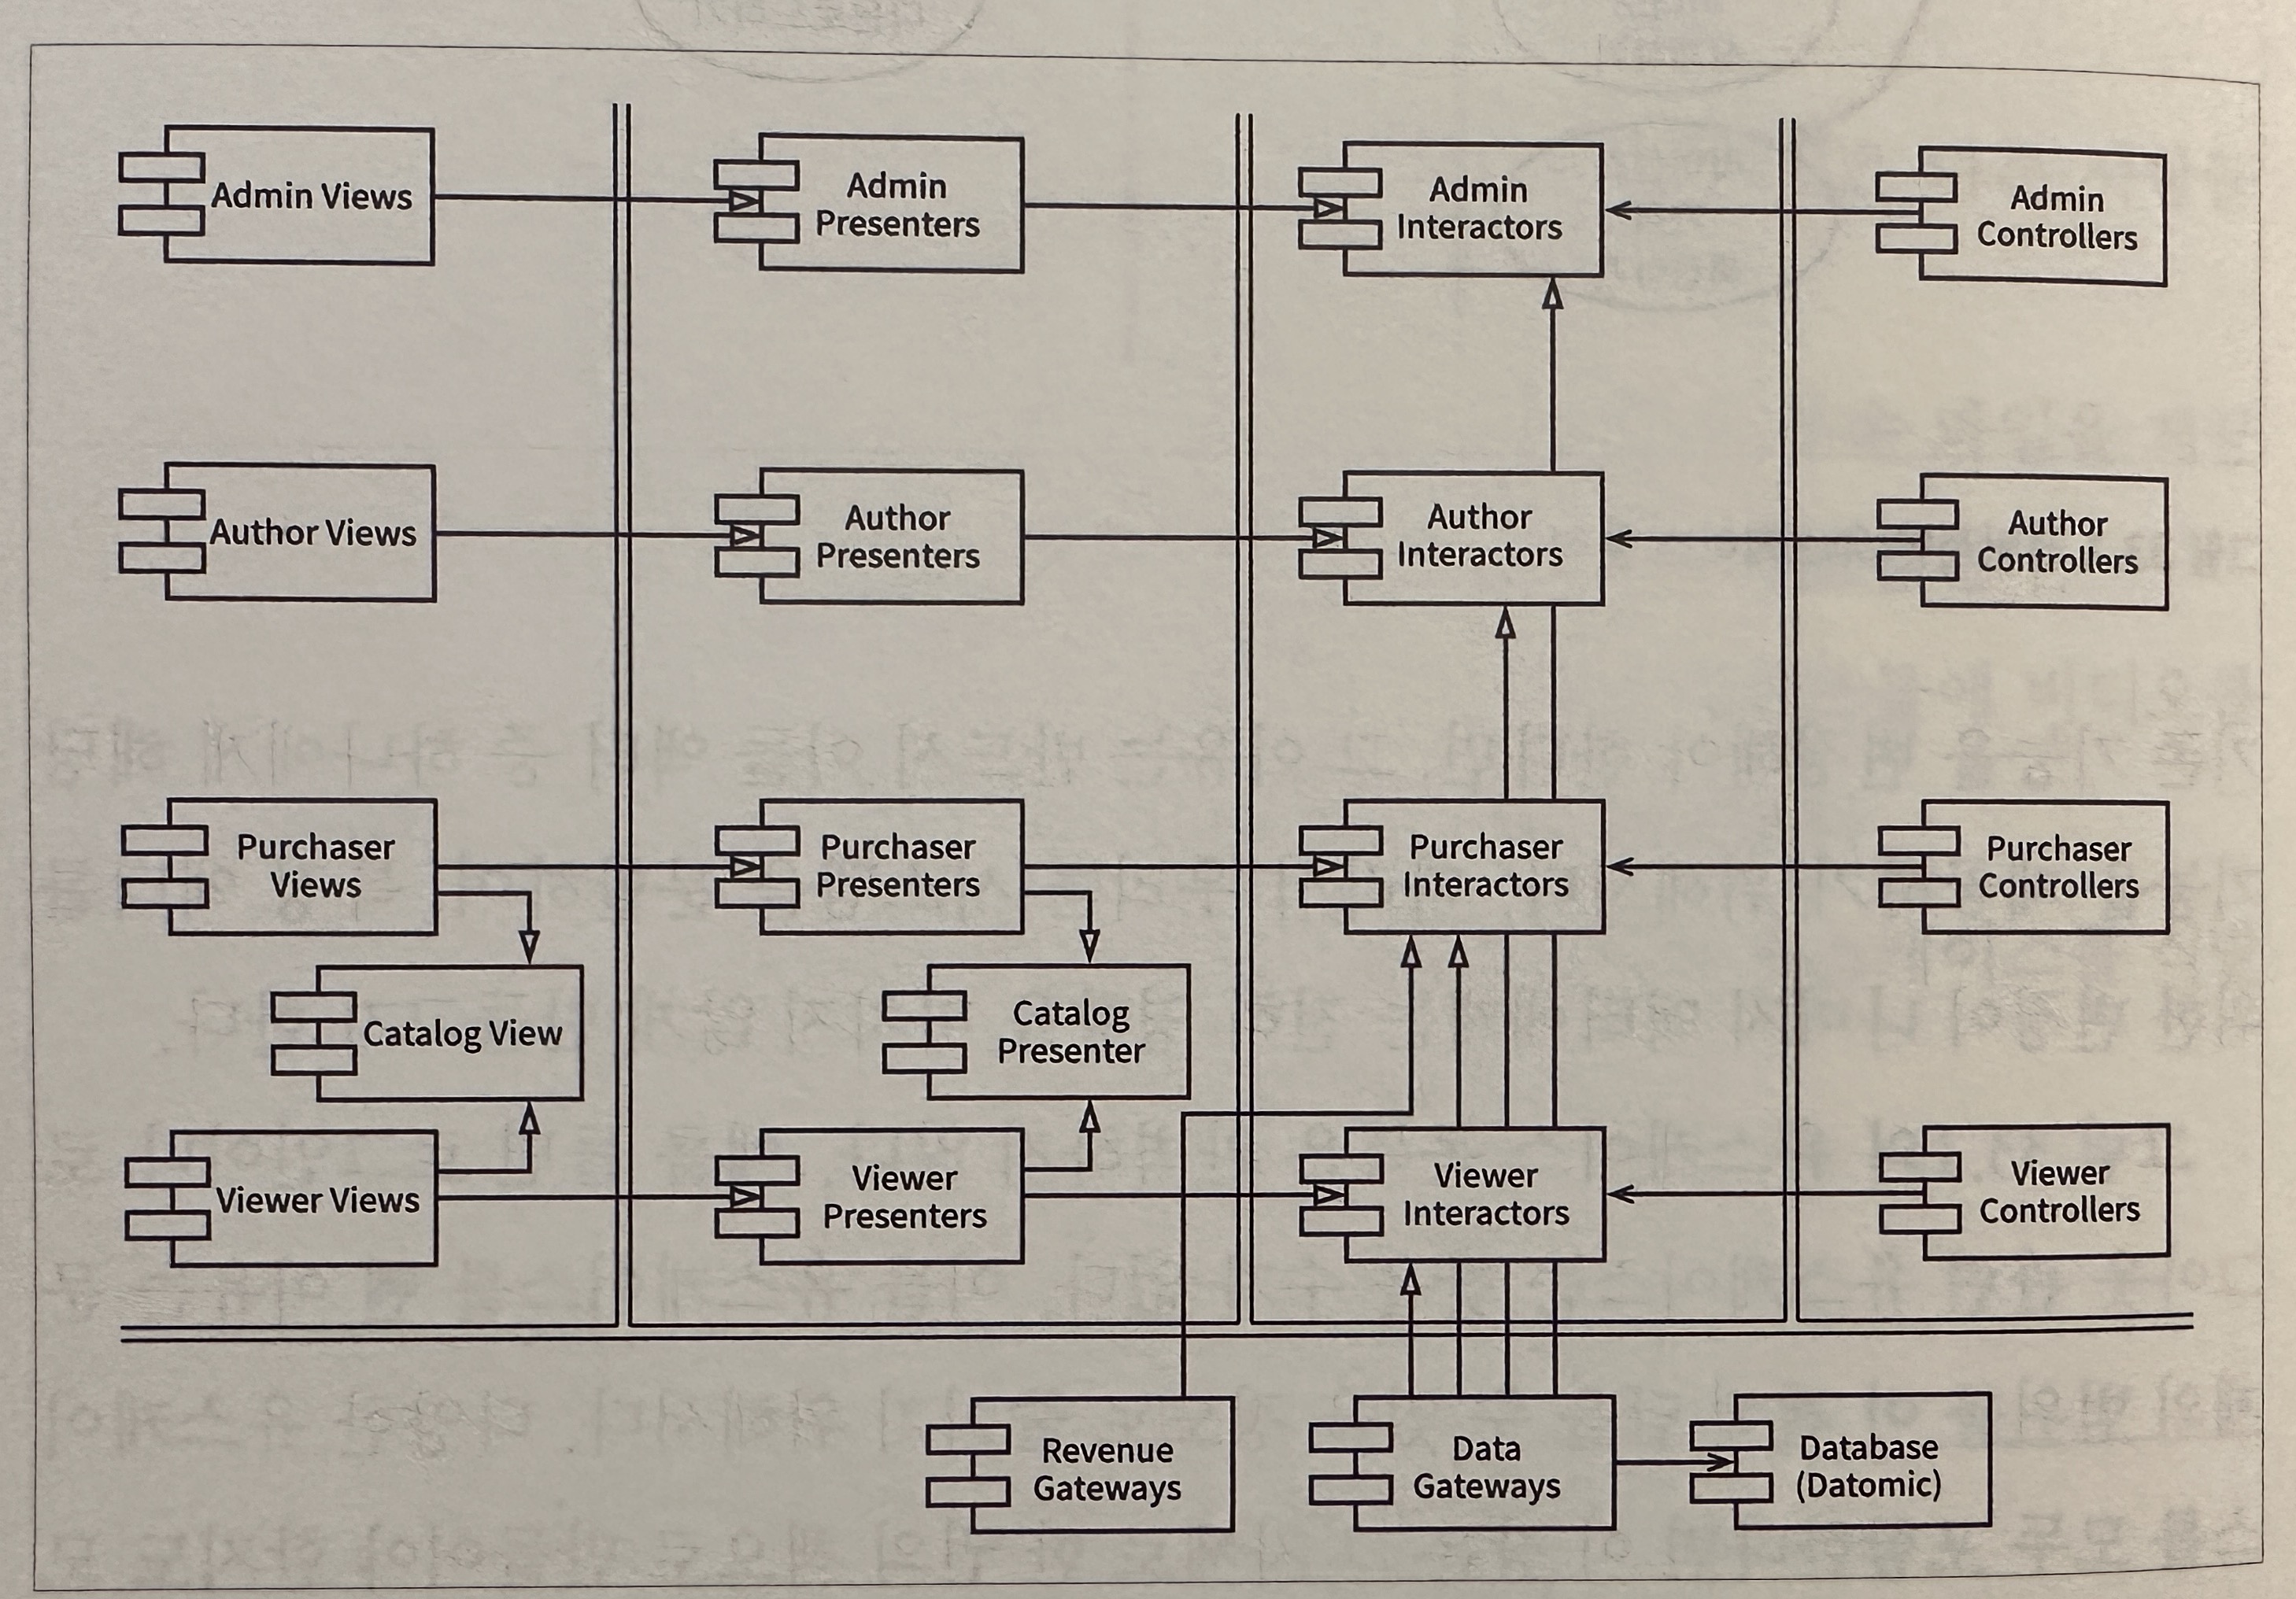 Admin Views
Admin
Presenters
Admin
Interactors
Admin
Controllers
Author Views
Author
Presenters
Author
Interactors
Author
Controllers
Purchaser
Views
Purchaser
Presenters
Purchaser
Interactors
Purchaser
Controllers
Catalog View
Catalog
Presenter
Viewer Views
Viewer
Presenters
Viewer
Interactors
Viewer
Controllers
Revenue
Gateways
Data
Gateways
Database
(Datomic)